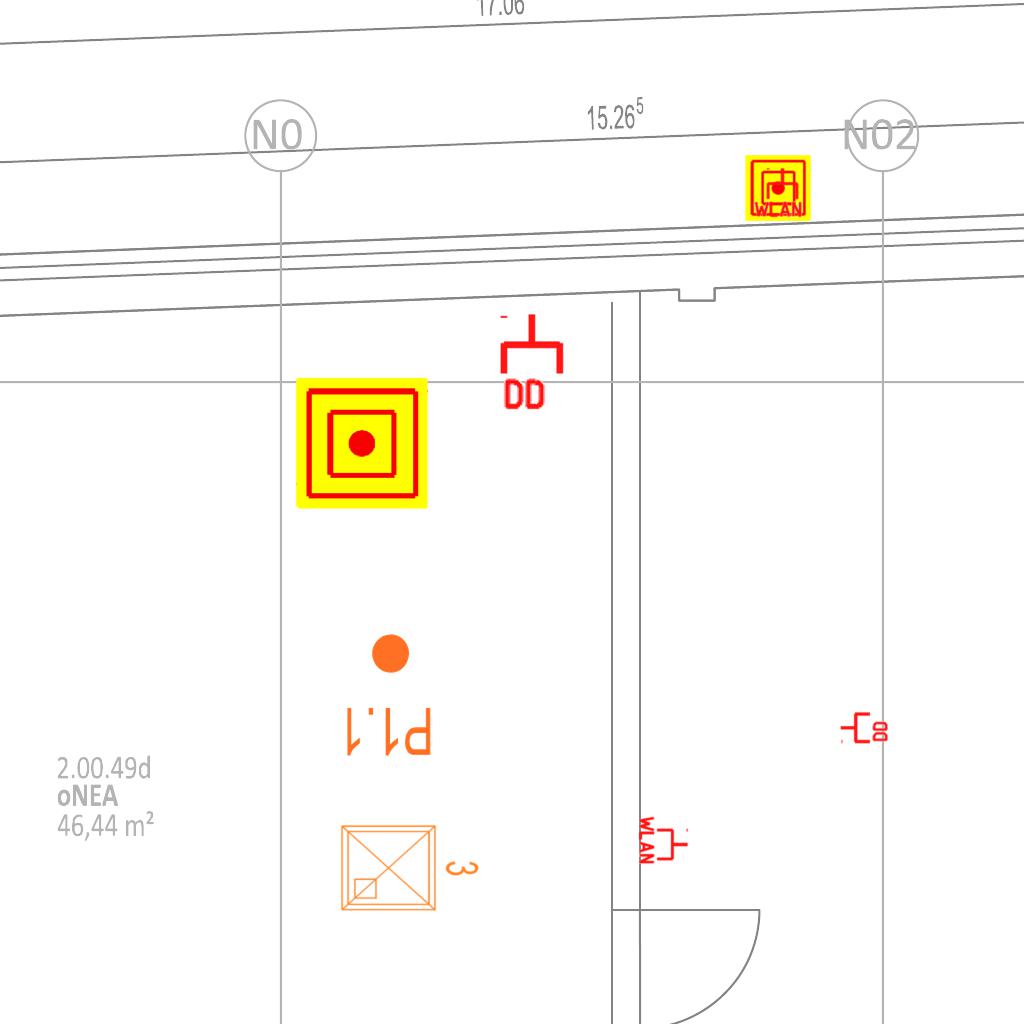 17.06
15.26⁵
N0
N02
WLAN
DD
P1.1
DD
2.00.49d
oNEA
46,44 m²
WLAN
3